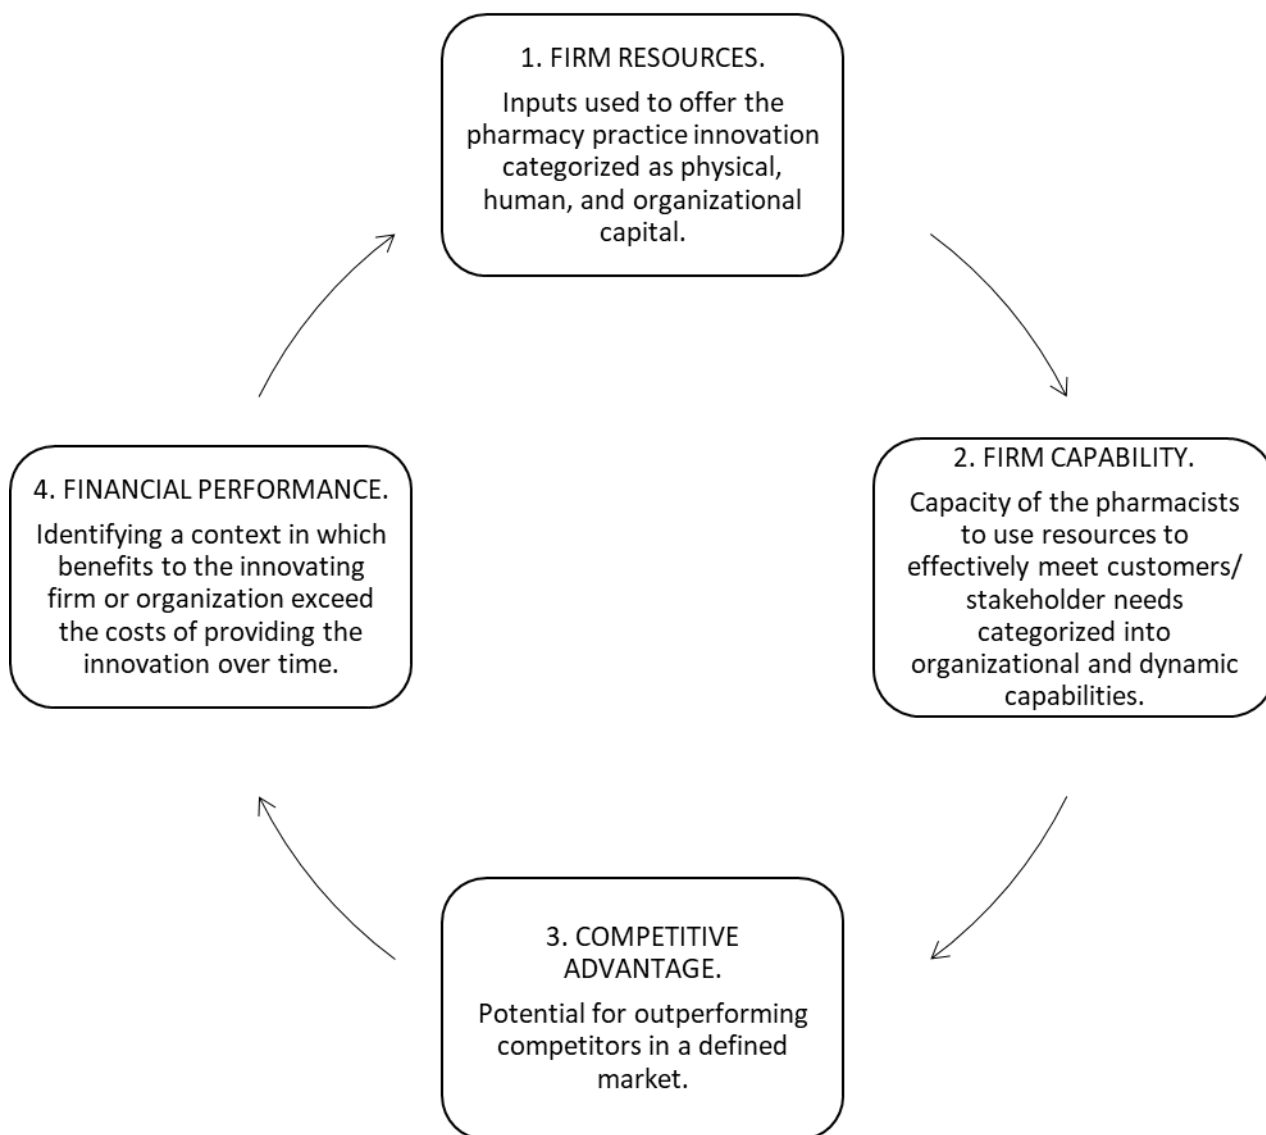 1. FIRM RESOURCES.
Inputs used to offer the
pharmacy practice innovation
categorized as physical,
human, and organizational
capital.
2. FIRM CAPABILITY.
Capacity of the pharmacists
to use resources to
effectively meet customers/
stakeholder needs
categorized into
organizational and dynamic
capabilities.
3. COMPETITIVE
ADVANTAGE.
Potential for outperforming
competitors in a defined
market.
4. FINANCIAL PERFORMANCE.
Identifying a context in which
benefits to the innovating
firm or organization exceed
the costs of providing the
innovation over time.